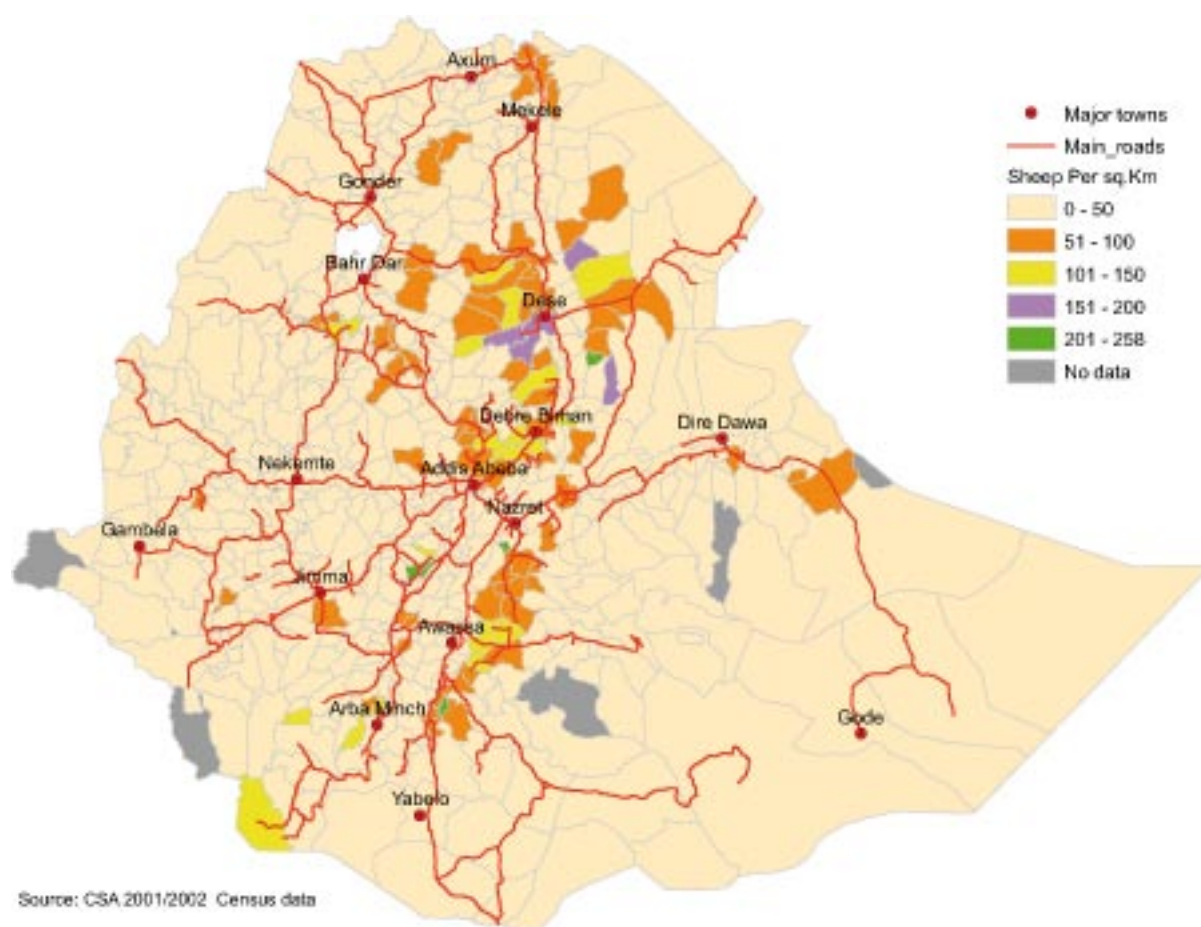 Axum
Mekele
Gonder
Bahr Dar
Dese
Debre Birhan
Dire Dawa
Nekemte
Addis Ababa
Nazret
Gambela
Jimma
Awassa
Arba Minch
Gode
Yabelo
Major towns
Main_roads
Sheep Per sq.Km
0 - 50
51 - 100
101 - 150
151 - 200
201 - 258
No data
Source: CSA 2001/2002 Census data